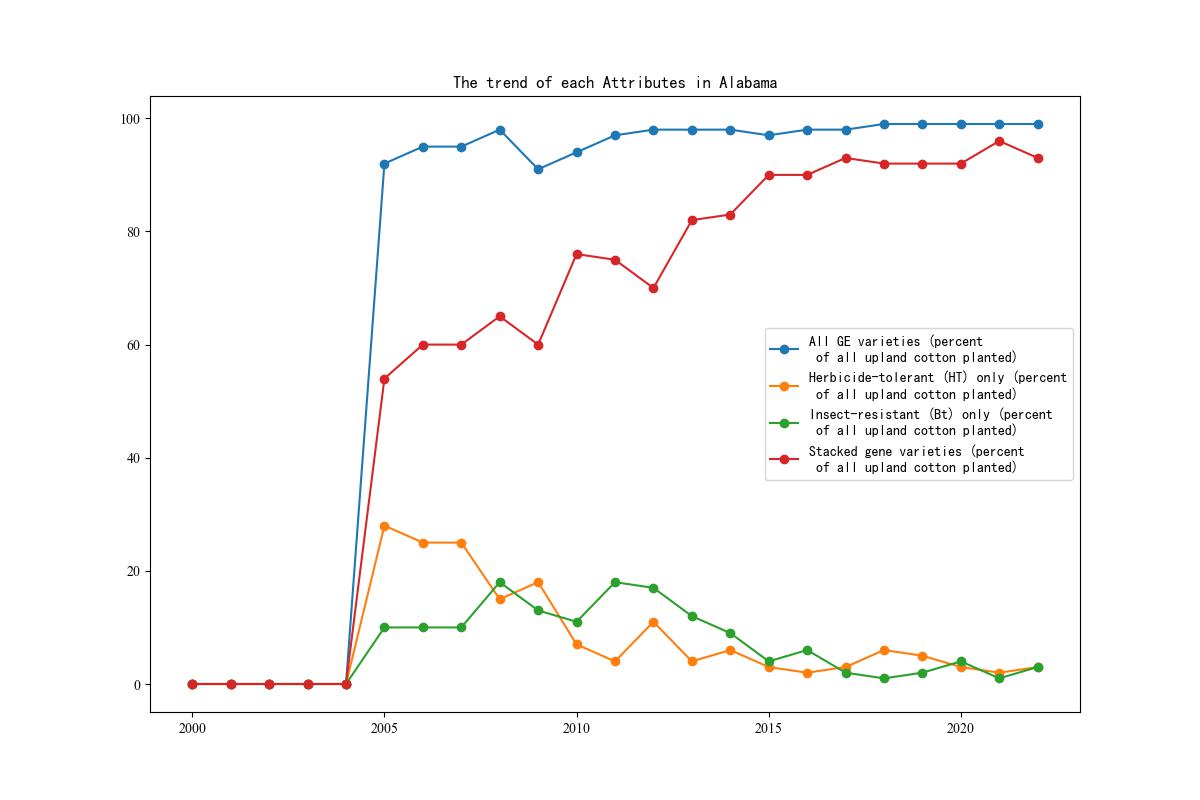 The trend of each Attributes in Alabama
100
80
60
40
20
0
2000
2005
2010
2015
2020
All GE varieties (percent
of all upland cotton planted)
Herbicide-tolerant (HT) only (percent
of all upland cotton planted)
Insect-resistant (Bt) only (percent
of all upland cotton planted)
Stacked gene varieties (percent
of all upland cotton planted)